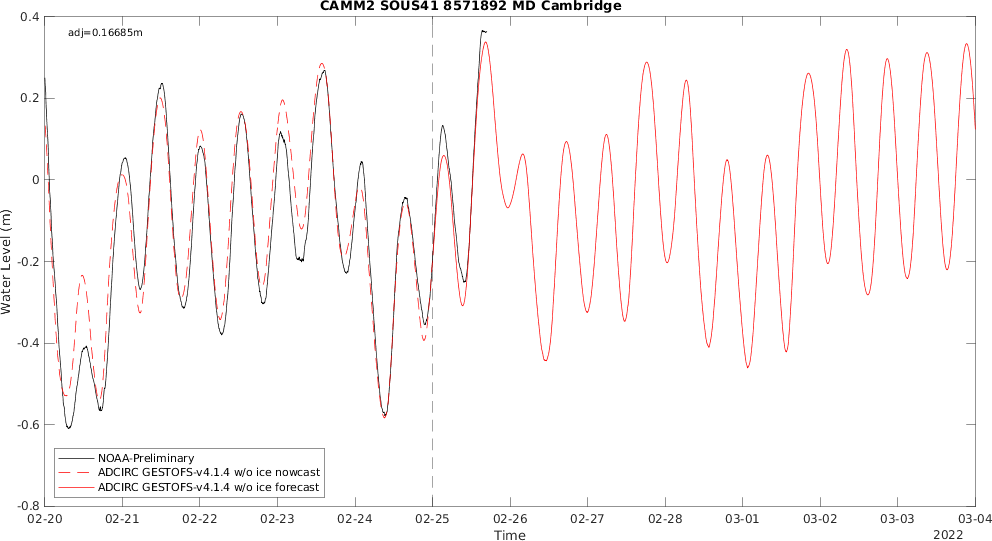 CAMM2 SOUS41 8571892 MD Cambridge
adj=0.16685m
0.4
0.2
0
-0.2
-0.4
-0.6
-0.8
Water Level (m)
NOAA-Preliminary
ADCIRC GESTOFS-v4.1.4 w/o ice nowcast
ADCIRC GESTOFS-v4.1.4 w/o ice forecast
02-20 02-21 02-22 02-23 02-24 02-25 02-26 02-27 02-28 03-01 03-02 03-03 03-04
Time
2022